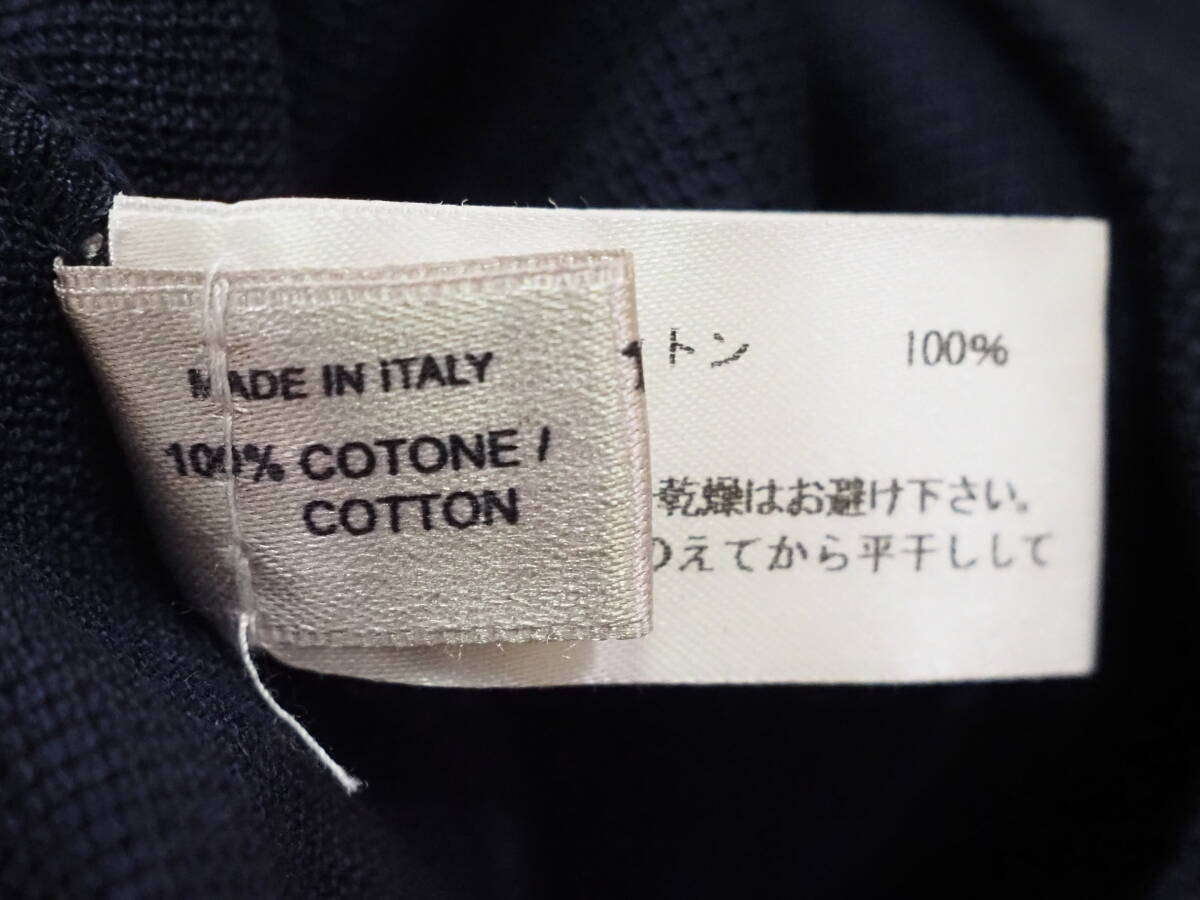 MADE IN ITALY
100% COTONE /
COTTON
トン 100%
乾燥はお避け下さい。
えてから平干しして